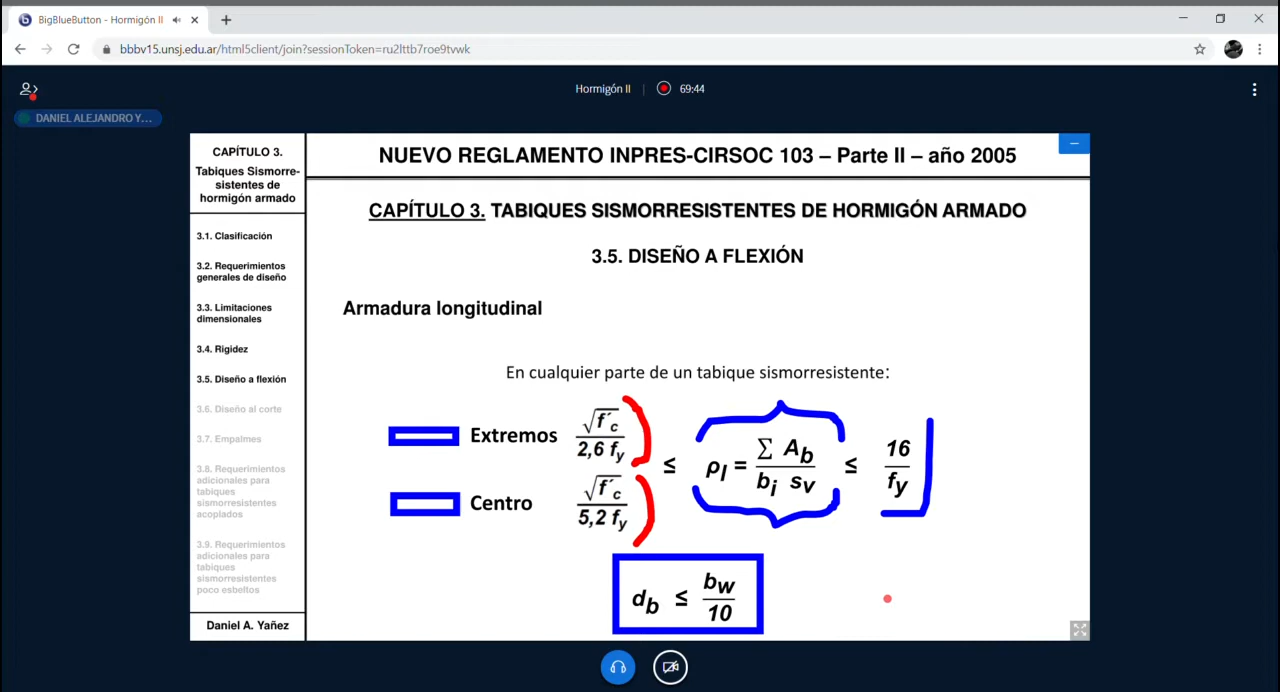 BigBlueButton - Hormigón II
bbbv15.unsj.edu.ar/html5client/join?sessionToken=ru2lttb7roe9tvwk
Hormigón II
69:44
DANIEL ALEJANDRO Y...
CAPÍTULO 3.
Tabiques Sismorre-
sistentes de
hormigón armado
3.1. Clasificación
3.2. Requerimientos
generales de diseño
3.3. Limitaciones
dimensionales
3.4. Rigidez
3.5. Diseño a flexión
3.6. Diseño al corte
3.7. Empalmes
3.8. Requerimientos
adicionales para
tabiques
sismorresistentes
acoplados
3.9. Requerimientos
adicionales para
tabiques
sismorresistentes
poco esbeltos
Daniel A. Yañez
NUEVO REGLAMENTO INPRES-CIRSOC 103 – Parte II – año 2005
CAPÍTULO 3. TABIQUES SISMORRESISTENTES DE HORMIGÓN ARMADO
3.5. DISEÑO A FLEXIÓN
Armadura longitudinal
En cualquier parte de un tabique sismorresistente:
Extremos √f´c / 2,6 fy
≤ ρl = ∑ Ab / bi sv ≤ 16 / fy
Centro √f´c / 5,2 fy
db ≤ bw / 10